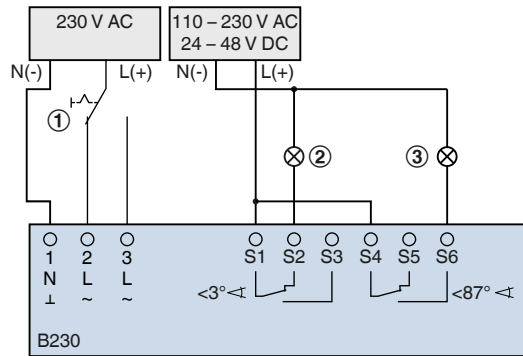 230 V AC
110 – 230 V AC
24 – 48 V DC
N(-) L(+) N(-) L(+)
①
② ③
1 2 3 S1 S2 S3 S4 S5 S6
N L L
⊥ ~ ~
<3° <87°
B230